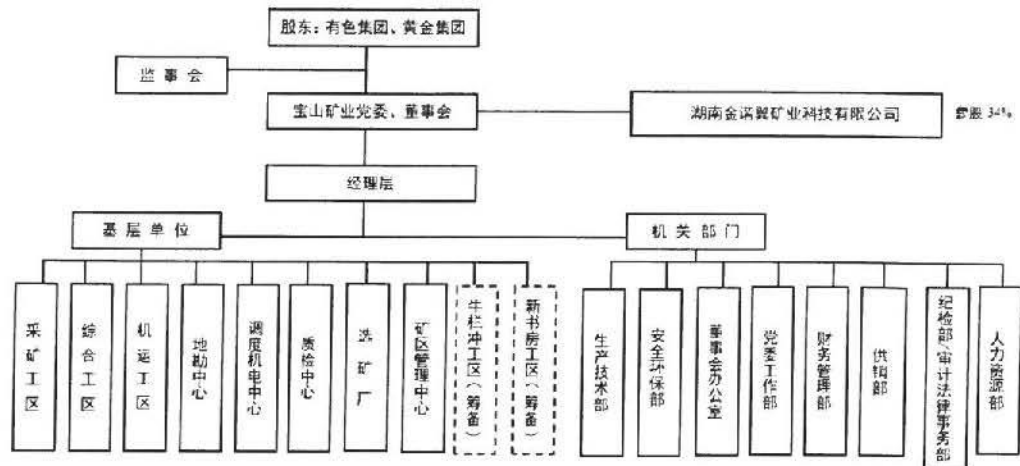 股东：有色集团、黄金集团
监事会
宝山矿业党委、董事会
湖南金诺翼矿业科技有限公司
参股 34%
经理层
基层单位
机关部门
采矿工区
综合工区
机运工区
地勘中心
调度机电中心
质检中心
选矿厂
矿区管理中心
牛栏冲工区（筹备）
新书房工区（筹备）
生产技术部
安全环保部
董事会办公室
党委工作部
财务管理部
供销部
纪检部/审计法律事务部
人力资源部